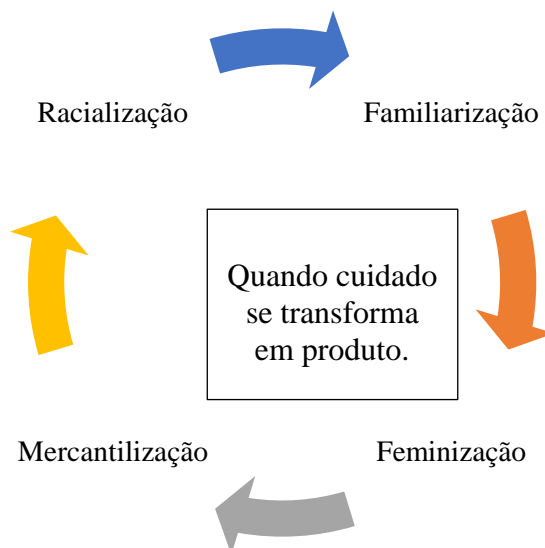 Racialização
Familiarização
Quando cuidado
se transforma
em produto.
Mercantilização
Feminização